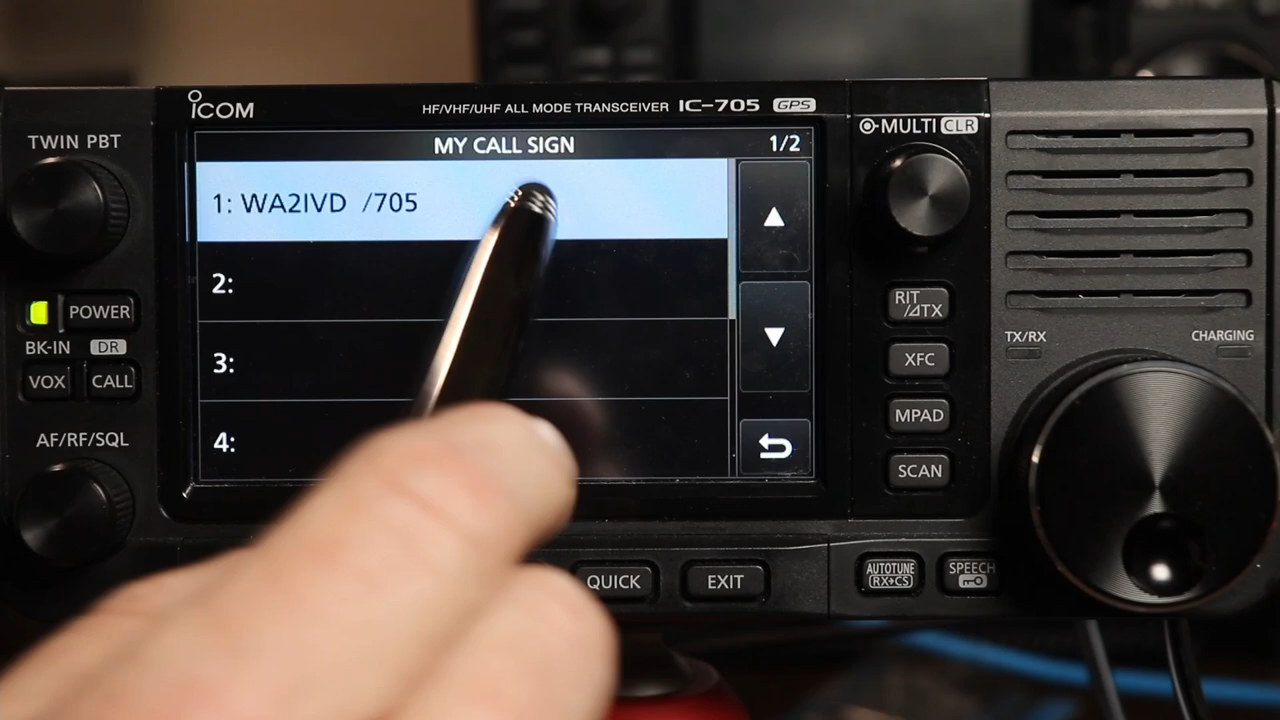 ICOM
HF/VHF/UHF ALL MODE TRANSCEIVER IC-705 GPS
TWIN PBT
MY CALL SIGN 1/2
MULTI CLR
1: WA2IVD /705
2:
3:
4:
POWER
BK-IN DR
VOX CALL
AF/RF/SQL
RIT
/⊿TX
XFC
MPAD
SCAN
TX/RX
CHARGING
QUICK
EXIT
AUTOTUNE
RX→CS
SPEECH